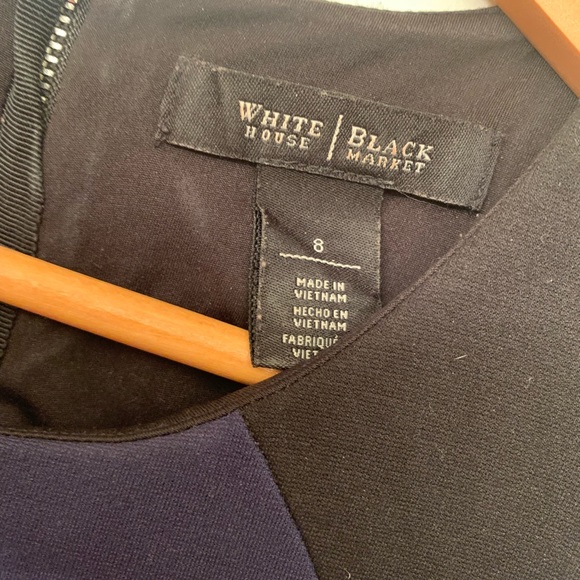 WHITE HOUSE | BLACK MARKET
8
MADE IN
VIETNAM
HECHO EN
VIETNAM
FABRIQUÉ